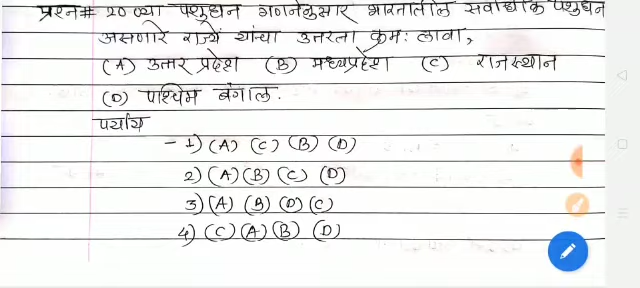 प्रश्न# 20 व्या पशुधन गणनेनुसार भारतातील सर्वाधिक पशुधन
असणारे राज्ये यांचा उतरता क्रमः लावा,
(A) उत्तर प्रदेश (B) मध्यप्रदेश (C) राजस्थान
(D) पश्चिम बंगाल.
पर्याय
- 1) (A) (C) (B) (D)
2) (A) (B) (C) (D)
3) (A) (B) (D) (C)
4) (C) (A) (B) (D)